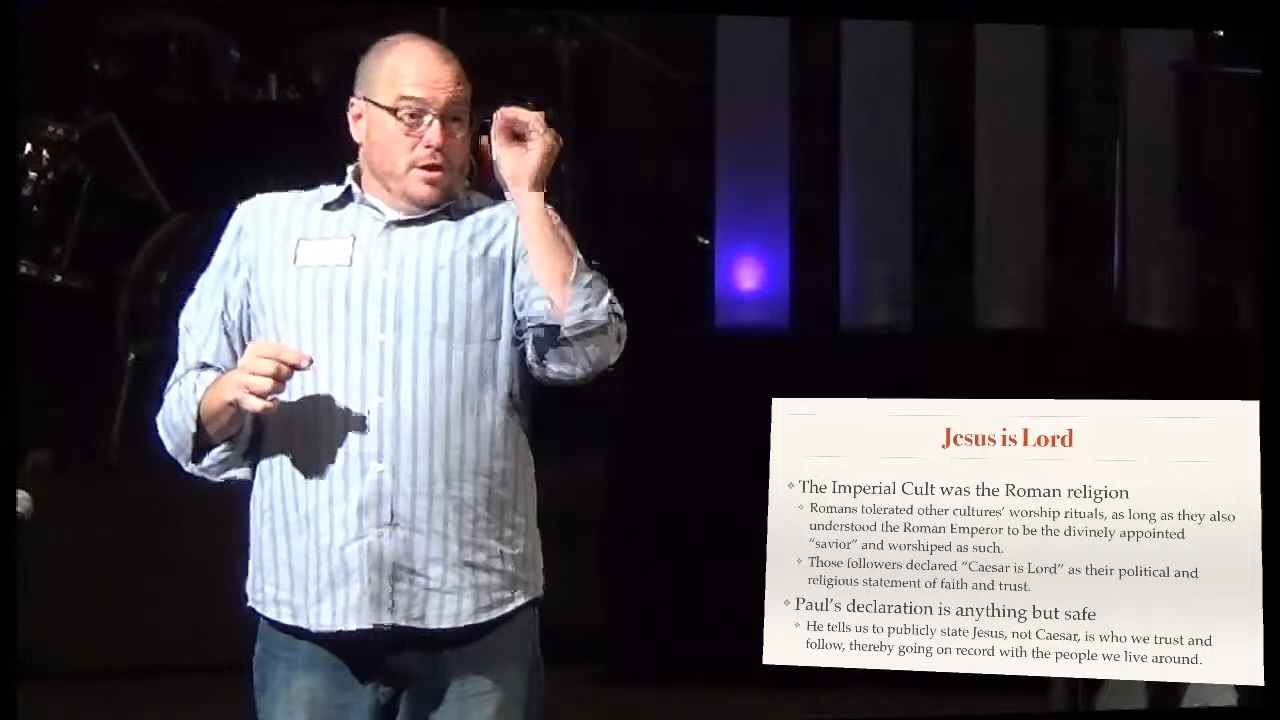 Jesus is Lord
The Imperial Cult was the Roman religion
Romans tolerated other cultures' worship rituals, as long as they also
understood the Roman Emperor to be the divinely appointed
"savior" and worshiped as such.
Those followers declared "Caesar is Lord" as their political and
religious statement of faith and trust.
Paul's declaration is anything but safe
He tells us to publicly state Jesus, not Caesar, is who we trust and
follow, thereby going on record with the people we live around.